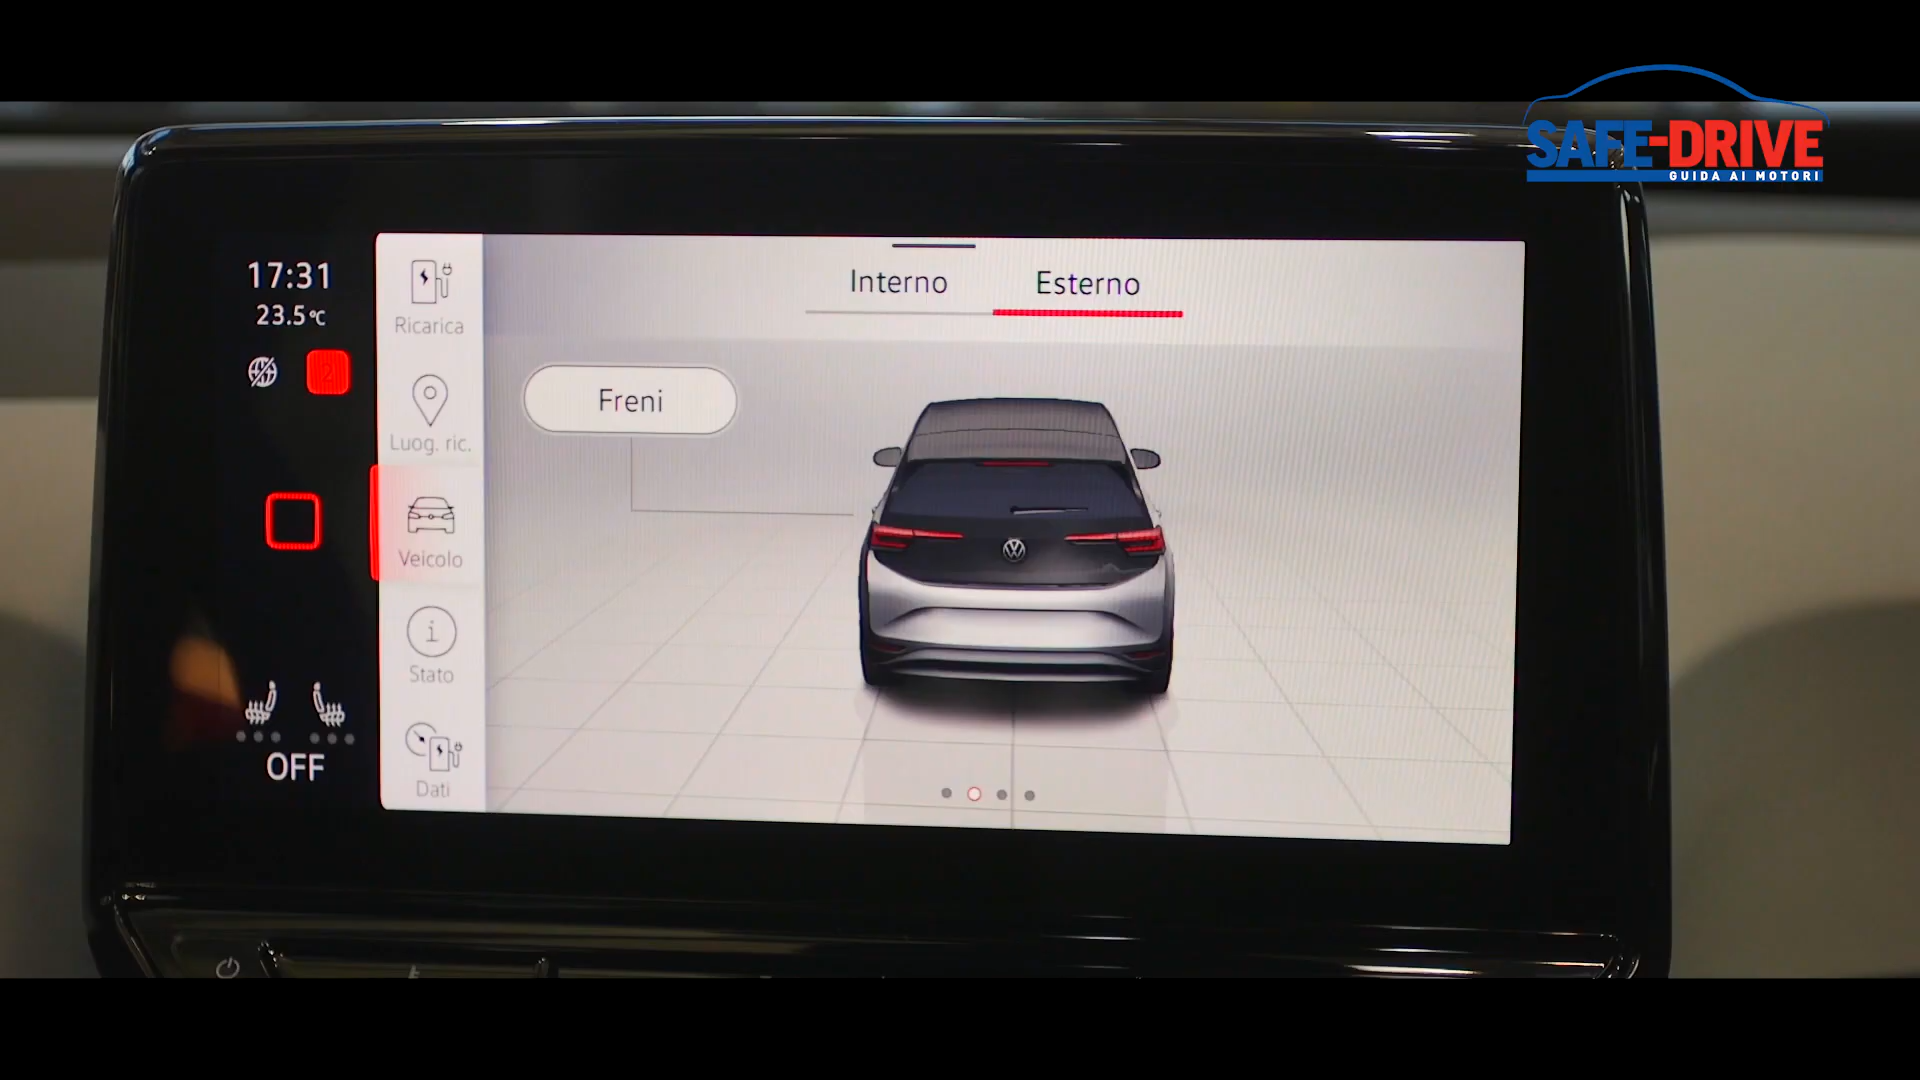 SAFE-DRIVE
GUIDA AI MOTORI
17:31
23.5°C
2
OFF
Ricarica
Luog. ric.
Veicolo
Stato
Dati
Interno
Esterno
Freni